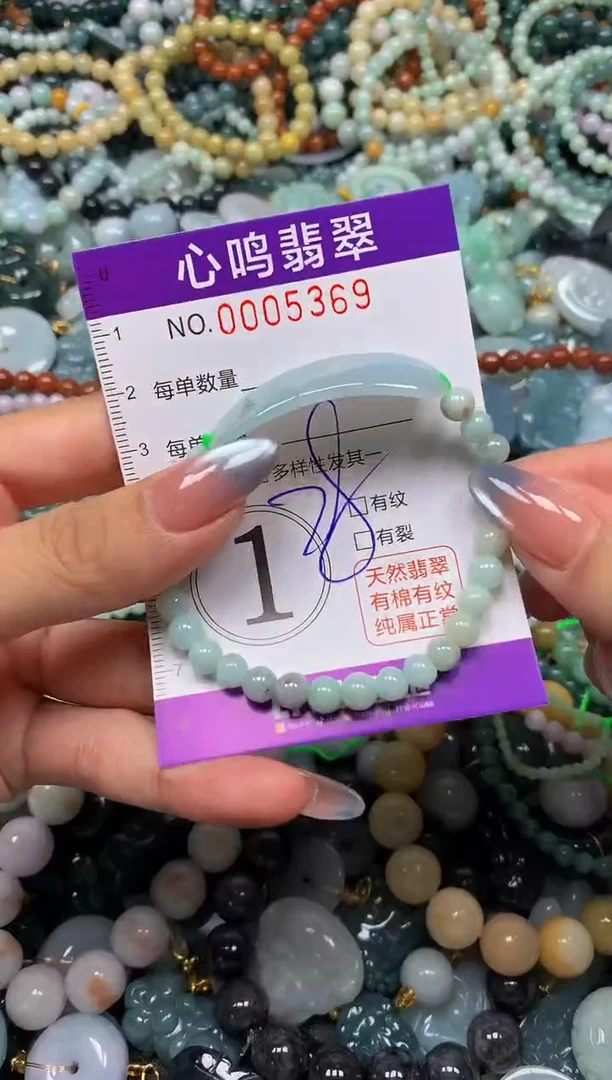 心鸣翡翠
NO.0005369
每单数量
每单
多样性发其一
有纹
有裂
1
天然翡翠
有棉有纹
纯属正常
0
1
2
3
7